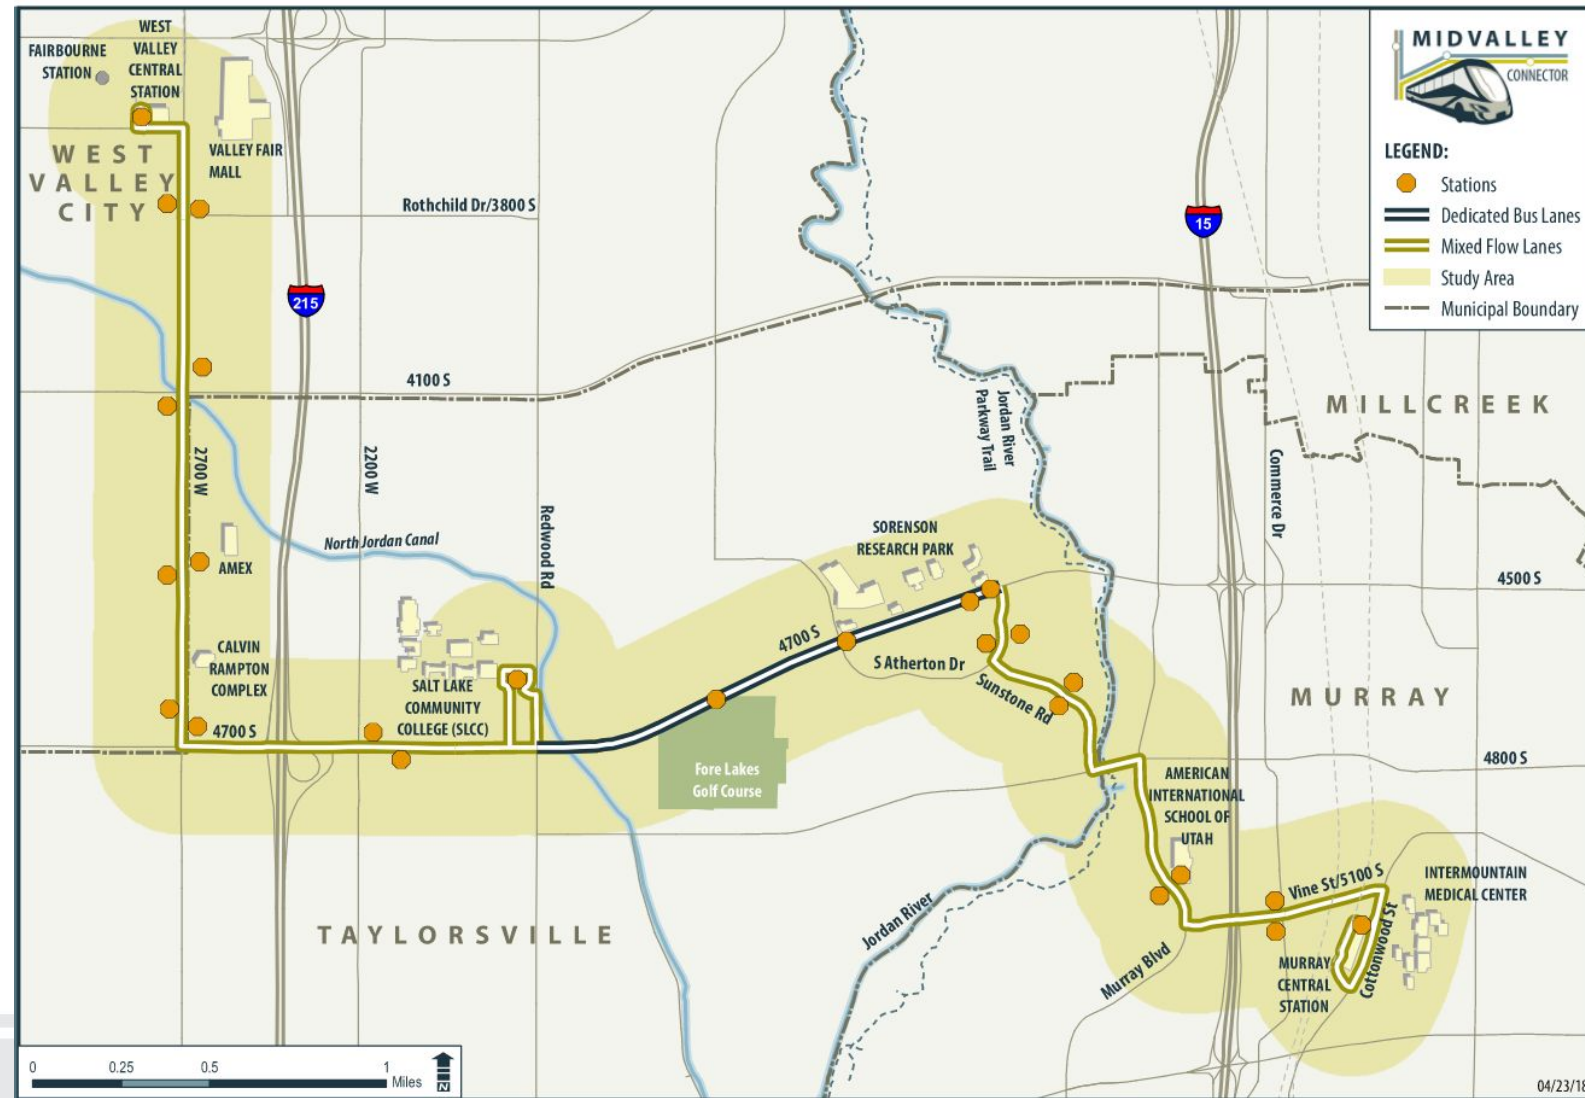 FAIRBOURNE
STATION
WEST
VALLEY
CENTRAL
STATION
VALLEY FAIR
MALL
WEST
VALLEY
CITY
Rothchild Dr/3800 S
215
15
MIDVALLEY
CONNECTOR
LEGEND:
Stations
Dedicated Bus Lanes
Mixed Flow Lanes
Study Area
Municipal Boundary
4100 S
2700 W
2200 W
Redwood Rd
North Jordan Canal
AMEX
Jordan River
Parkway Trail
MILLCREEK
Commerce Dr
SORENSON
RESEARCH PARK
4500 S
4700 S
S Atherton Dr
Sunstone Rd
MURRAY
CALVIN
RAMPTON
COMPLEX
SALT LAKE
COMMUNITY
COLLEGE (SLCC)
4700 S
Fore Lakes
Golf Course
4800 S
AMERICAN
INTERNATIONAL
SCHOOL OF
UTAH
Vine St/5100 S
INTERMOUNTAIN
MEDICAL CENTER
TAYLORSVILLE
Jordan River
Murray Blvd
MURRAY
CENTRAL
STATION
Cottonwood St
0 0.25 0.5 1
Miles
N
04/23/18